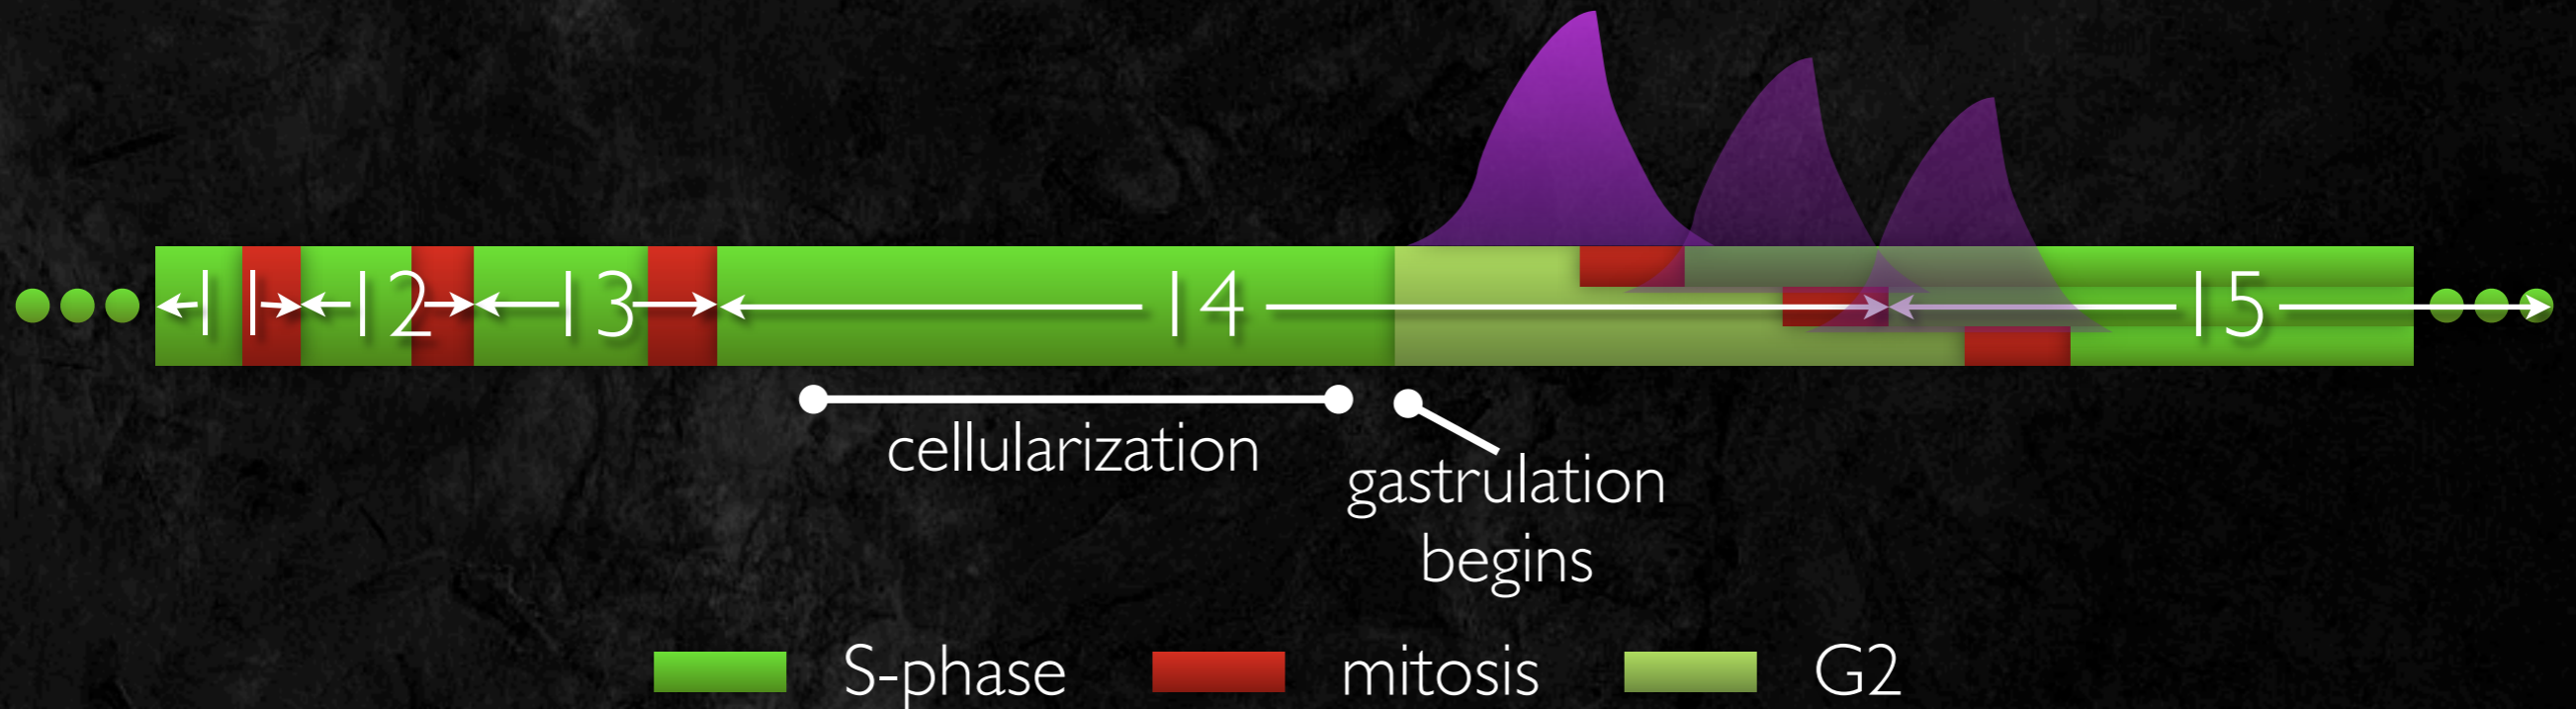 11 12 13 14 15
cellularization
gastrulation
begins
S-phase mitosis G2